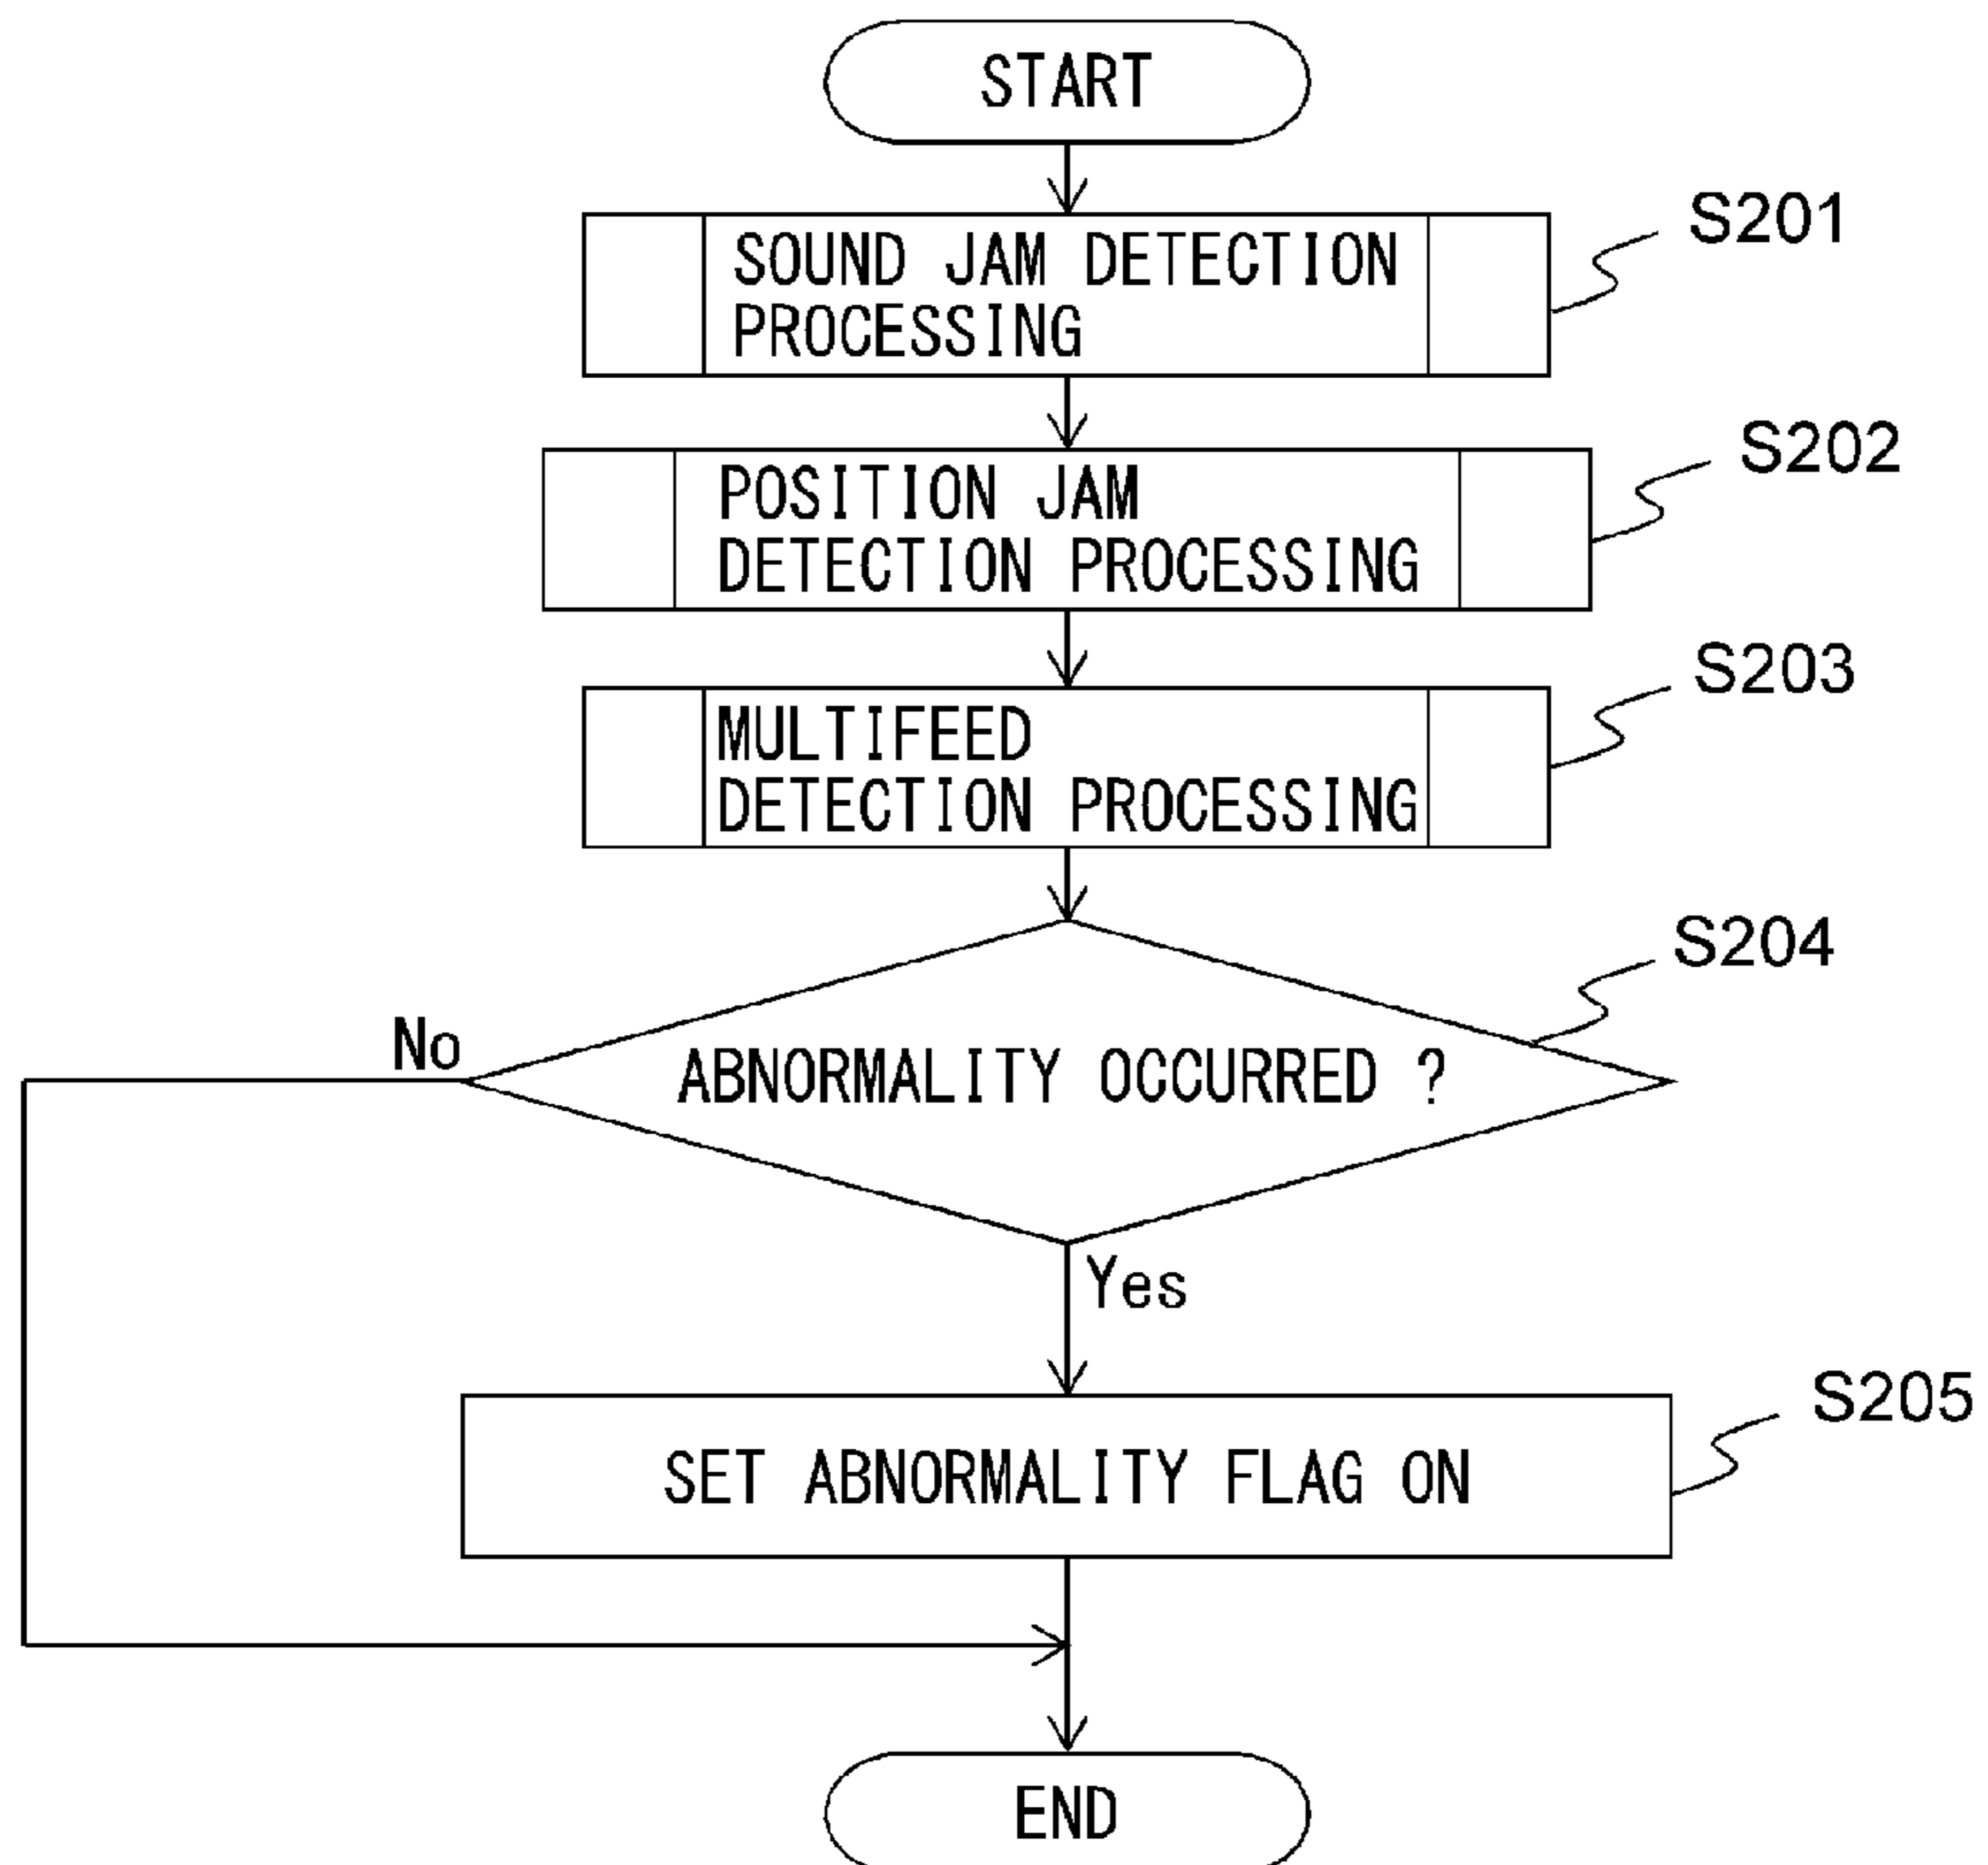 START
S201
SOUND JAM DETECTION
PROCESSING
S202
POSITION JAM
DETECTION PROCESSING
S203
MULTIFEED
DETECTION PROCESSING
S204
No
ABNORMALITY OCCURRED ?
Yes
S205
SET ABNORMALITY FLAG ON
END